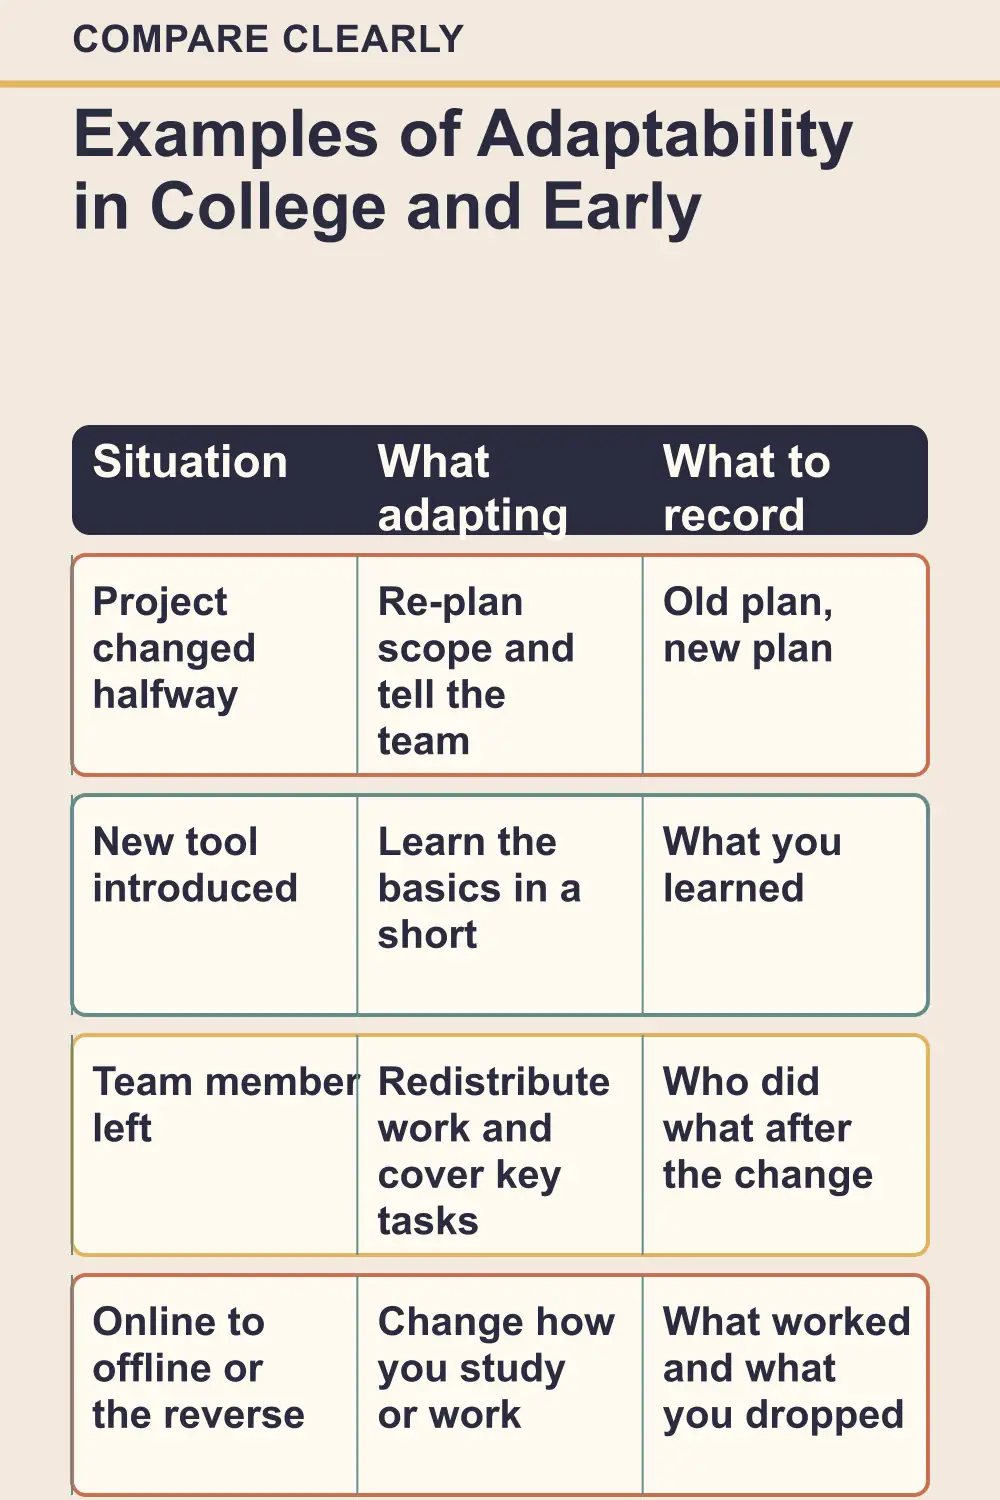 COMPARE CLEARLY
Examples of Adaptability
in College and Early
Situation
What
adapting
What to
record
Project
changed
halfway
Re-plan
scope and
tell the
team
Old plan,
new plan
New tool
introduced
Learn the
basics in a
short
What you
learned
Team member
left
Redistribute
work and
cover key
tasks
Who did
what after
the change
Online to
offline or
the reverse
Change how
you study
or work
What worked
and what
you dropped